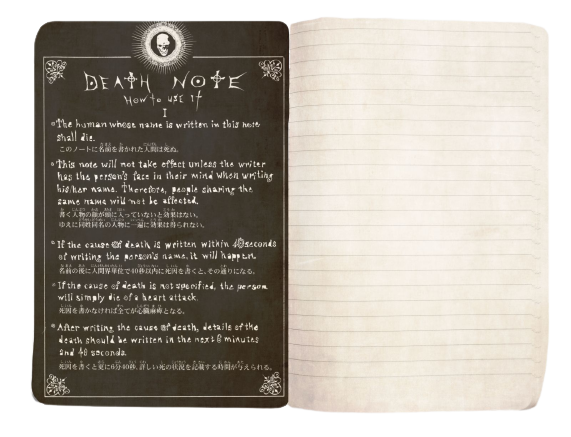 DEATH NOTE
How to use it
I
The human whose name is written in this note
shall die.
このノートに名前を書かれた人間は死ぬ。
This note will not take effect unless the writer
has the person's face in their mind when writing
his/her name. Therefore, people sharing the
same name will not be affected.
書く人物の顔が頭に入っていないと効果はない。
ゆえに同姓同名の人物に一遍に効果は得られない。
If the cause of death is written within 40 seconds
of writing the person's name, it will happen.
名前の後に人間界単位で40秒以内に死因を書くと、その通りになる。
If the cause of death is not specified, the person
will simply die of a heart attack.
死因を書かなければ全てが心臓麻痺となる。
After writing the cause of death, details of the
death should be written in the next 6 minutes
and 40 seconds.
死因を書くと更に6分40秒、詳しい死の状況を記載する時間が与えられる。